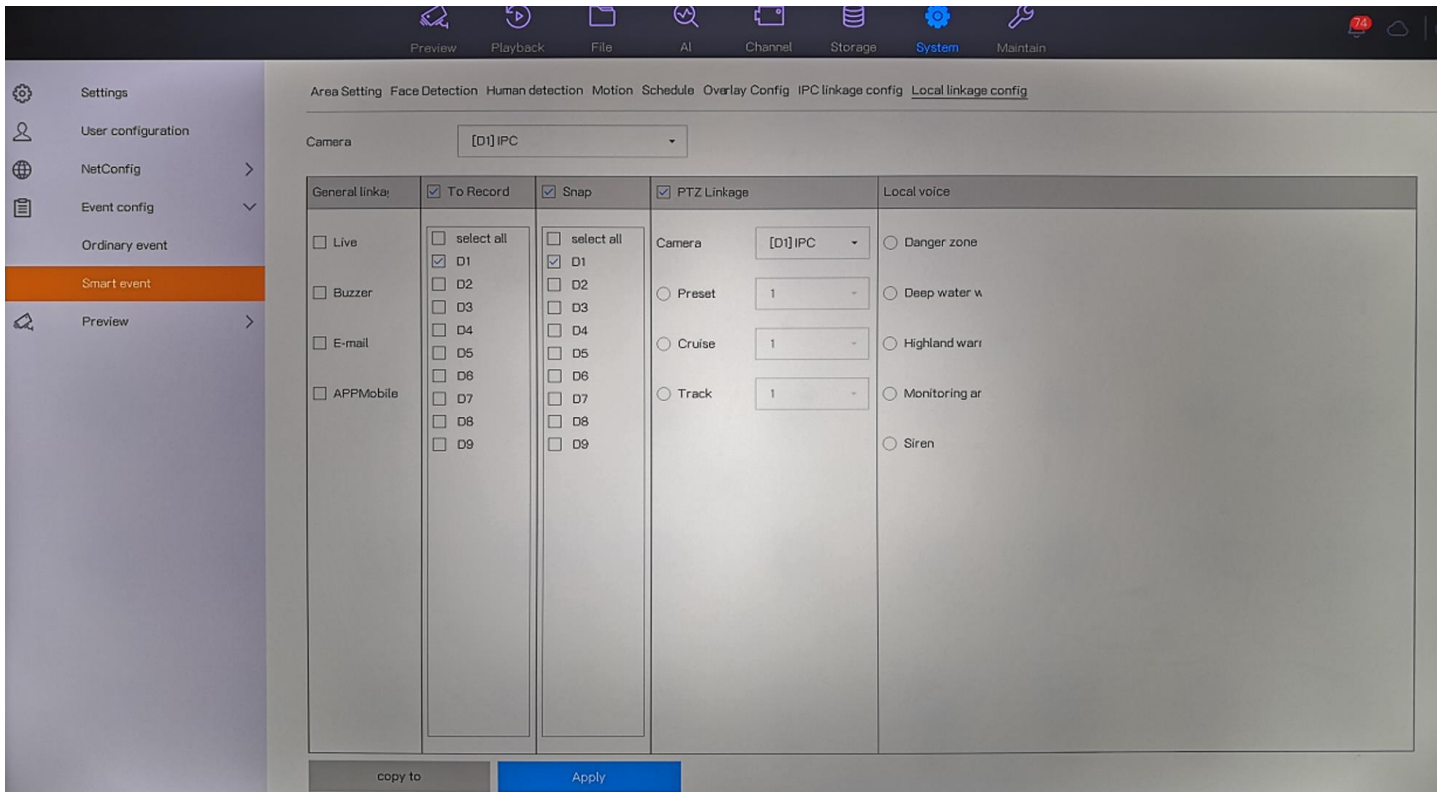 Preview Playback File AI Channel Storage System Maintain
74
Settings
User configuration
NetConfig
Event config
Ordinary event
Smart event
Preview
Area Setting Face Detection Human detection Motion Schedule Overlay Config IPC linkage config Local linkage config
Camera [D1] IPC
General linka To Record Snap PTZ Linkage Local voice
Live
Buzzer
E-mail
APPMobile
select all
D1
D2
D3
D4
D5
D6
D7
D8
D9
select all
D1
D2
D3
D4
D5
D6
D7
D8
D9
Camera [D1] IPC
Preset 1
Cruise 1
Track 1
Danger zone
Deep water w
Highland warr
Monitoring ar
Siren
copy to Apply